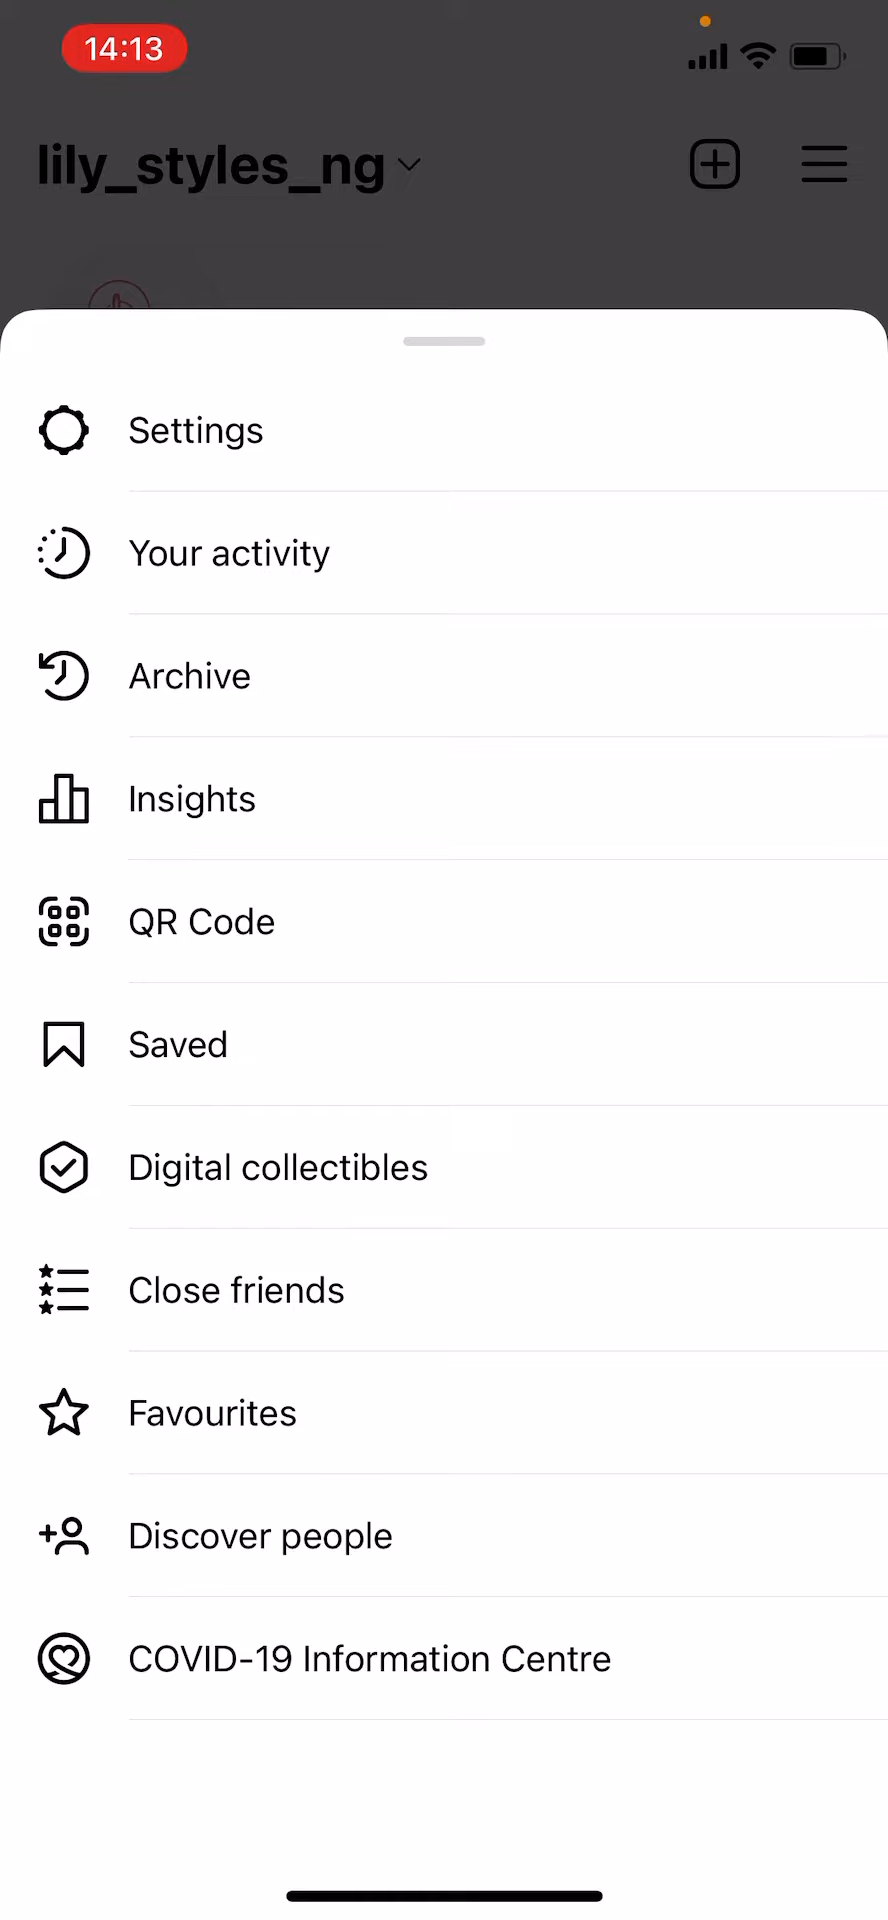 14:13
lily_styles_ng
Settings
Your activity
Archive
Insights
QR Code
Saved
Digital collectibles
Close friends
Favourites
Discover people
COVID-19 Information Centre